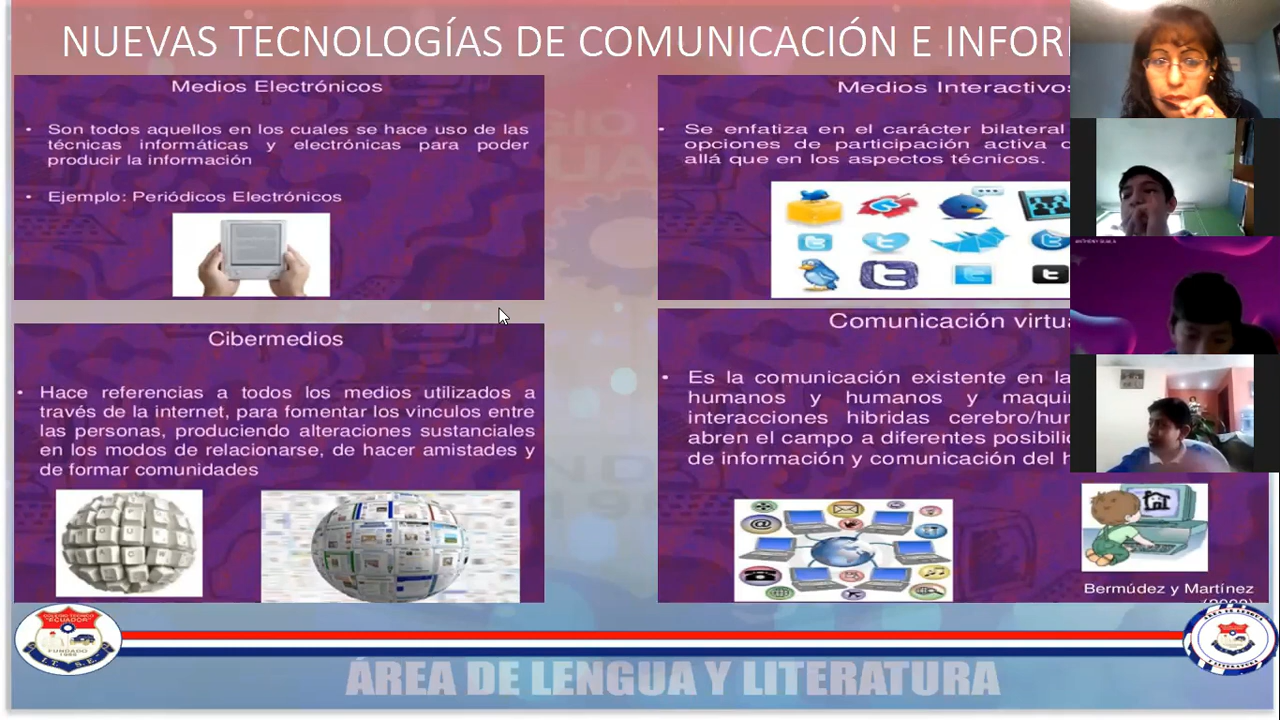 NUEVAS TECNOLOGÍAS DE COMUNICACIÓN E INFOR
Medios Electrónicos
• Son todos aquellos en los cuales se hace uso de las
técnicas informáticas y electrónicas para poder
producir la información
• Ejemplo: Periódicos Electrónicos
Medios Interactivos
• Se enfatiza en el carácter bilateral
opciones de participación activa
allá que en los aspectos técnicos.
Cibermedios
• Hace referencias a todos los medios utilizados a
través de la internet, para fomentar los vinculos entre
las personas, produciendo alteraciones sustanciales
en los modos de relacionarse, de hacer amistades y
de formar comunidades
Comunicación virtu
• Es la comunicación existente en la
humanos y humanos y maqui
interacciones hibridas cerebro/hu
abren el campo a diferentes posibili
de información y comunicación del
Bermúdez y Martínez
COLEGIO TECNICO
"ECUADOR"
FUNDADO
I.T. S.E.
ÁREA DE LENGUA Y LITERATURA